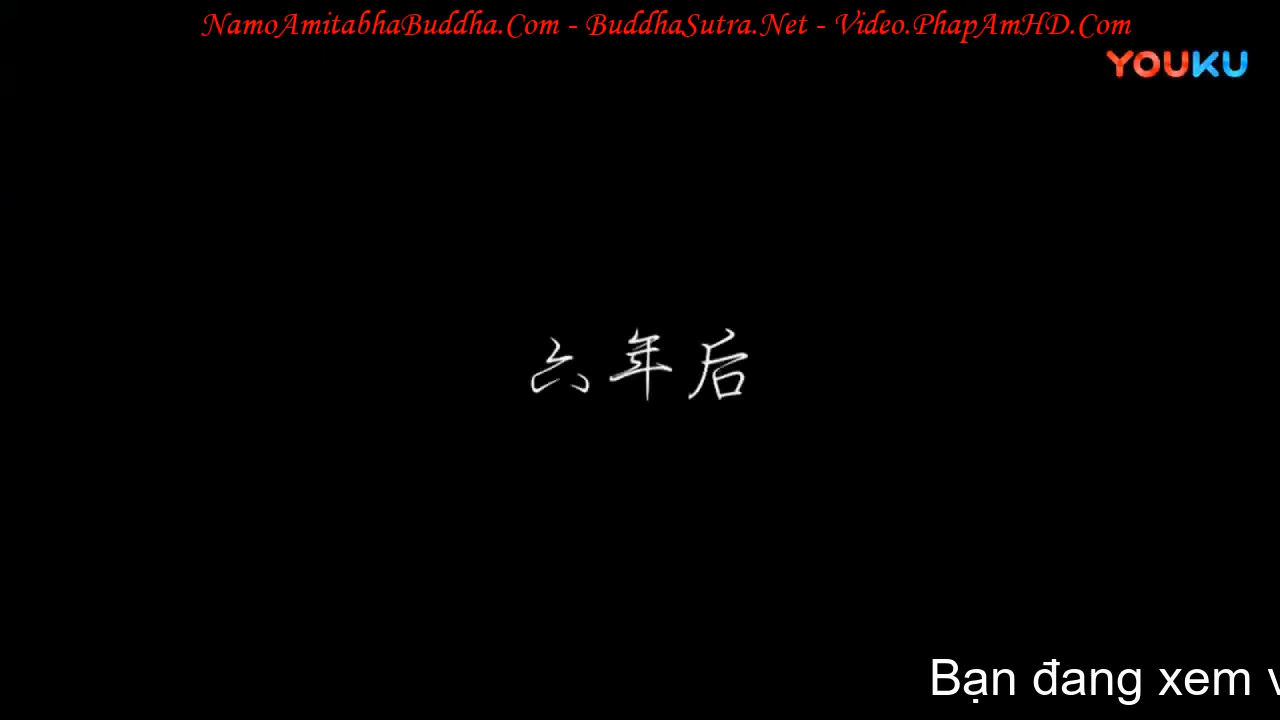 NamoAmitabhaBuddha.Com - BuddhaSutra.Net - Video.PhapAmHD.Com
YOUKU
六年后
Bạn đang xem v